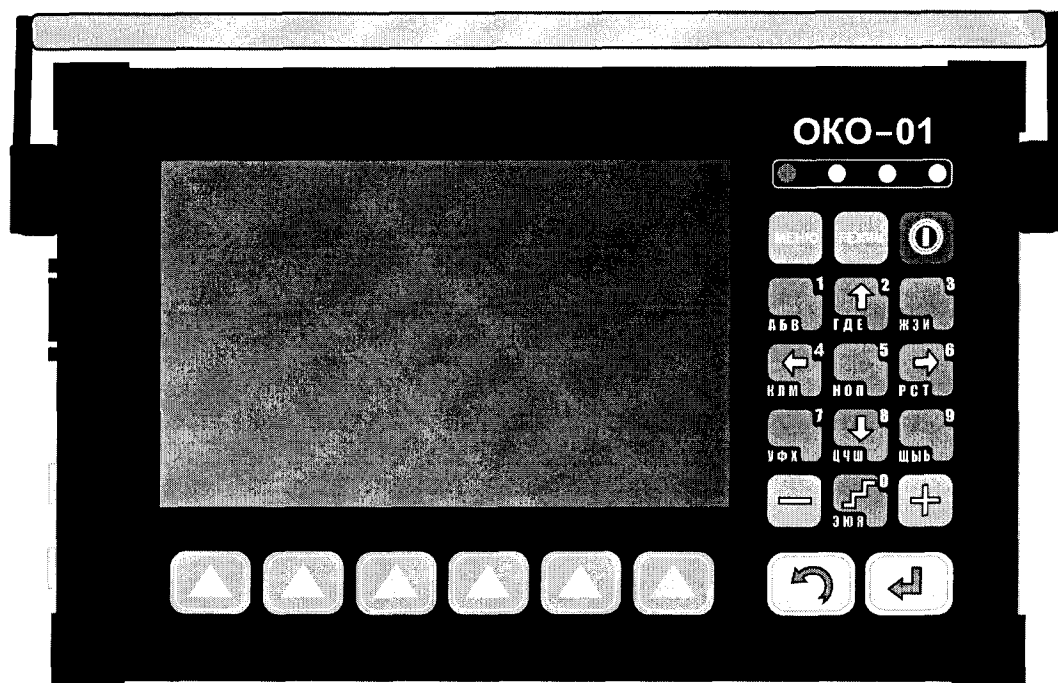 ОКО-01
МЕНЮ
1 2 3
АБВ ГДЕ ЖЗИ
4 5 6
КЛМ НОП РСТ
7 8 9
УФХ ЦЧШ ЩЫЬ
0
ЭЮЯ